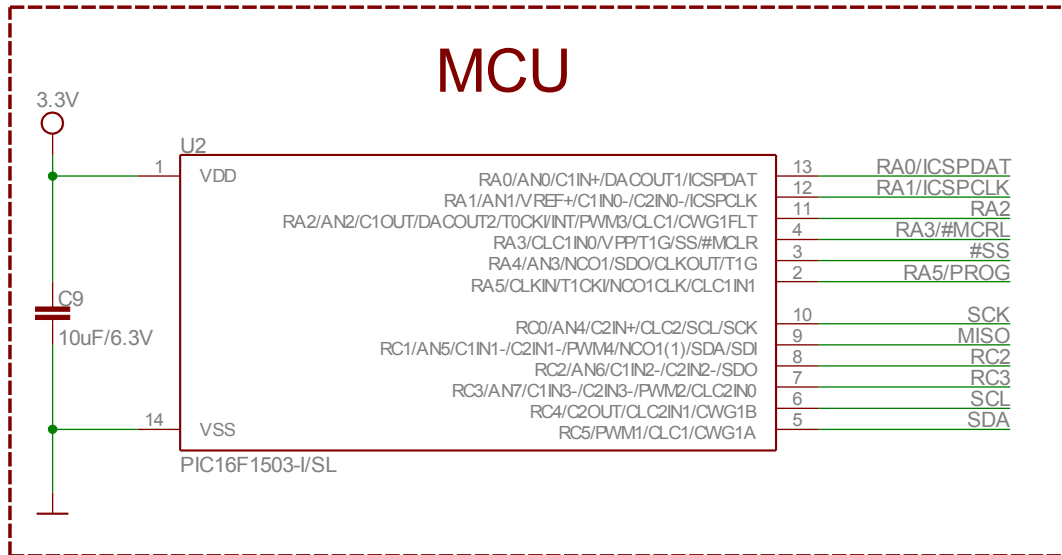 MCU
3.3V
U2
1 VDD
RA0/AN0/C1IN+/DACOUT1/ICSPDAT 13 RA0/ICSPDAT
RA1/AN1/VREF+/C1IN0-/C2IN0-/ICSPCLK 12 RA1/ICSPCLK
RA2/AN2/C1OUT/DACOUT2/T0CKI/INT/PWM3/CLC1/CWG1FLT 11 RA2
RA3/CLC1IN0/VPP/T1G/SS/#MCLR 4 RA3/#MCRL
RA4/AN3/NCO1/SDO/CLKOUT/T1G 3 #SS
RA5/CLKIN/T1CKI/NCO1CLK/CLC1IN1 2 RA5/PROG
C9
10uF/6.3V
RC0/AN4/C2IN+/CLC2/SCL/SCK 10 SCK
RC1/AN5/C1IN1-/C2IN1-/PWM4/NCO1(1)/SDA/SDI 9 MISO
RC2/AN6/C1IN2-/C2IN2-/SDO 8 RC2
RC3/AN7/C1IN3-/C2IN3-/PWM2/CLC2IN0 7 RC3
RC4/C2OUT/CLC2IN1/CWG1B 6 SCL
14 VSS RC5/PWM1/CLC1/CWG1A 5 SDA
PIC16F1503-I/SL